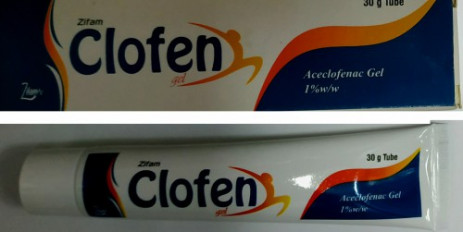 30 g Tube
Zifam
Clofen
gel
Aceclofenac Gel
1%w/w
Zifam
30 g Tube
Clofen
gel
Aceclofenac Gel
1%w/w